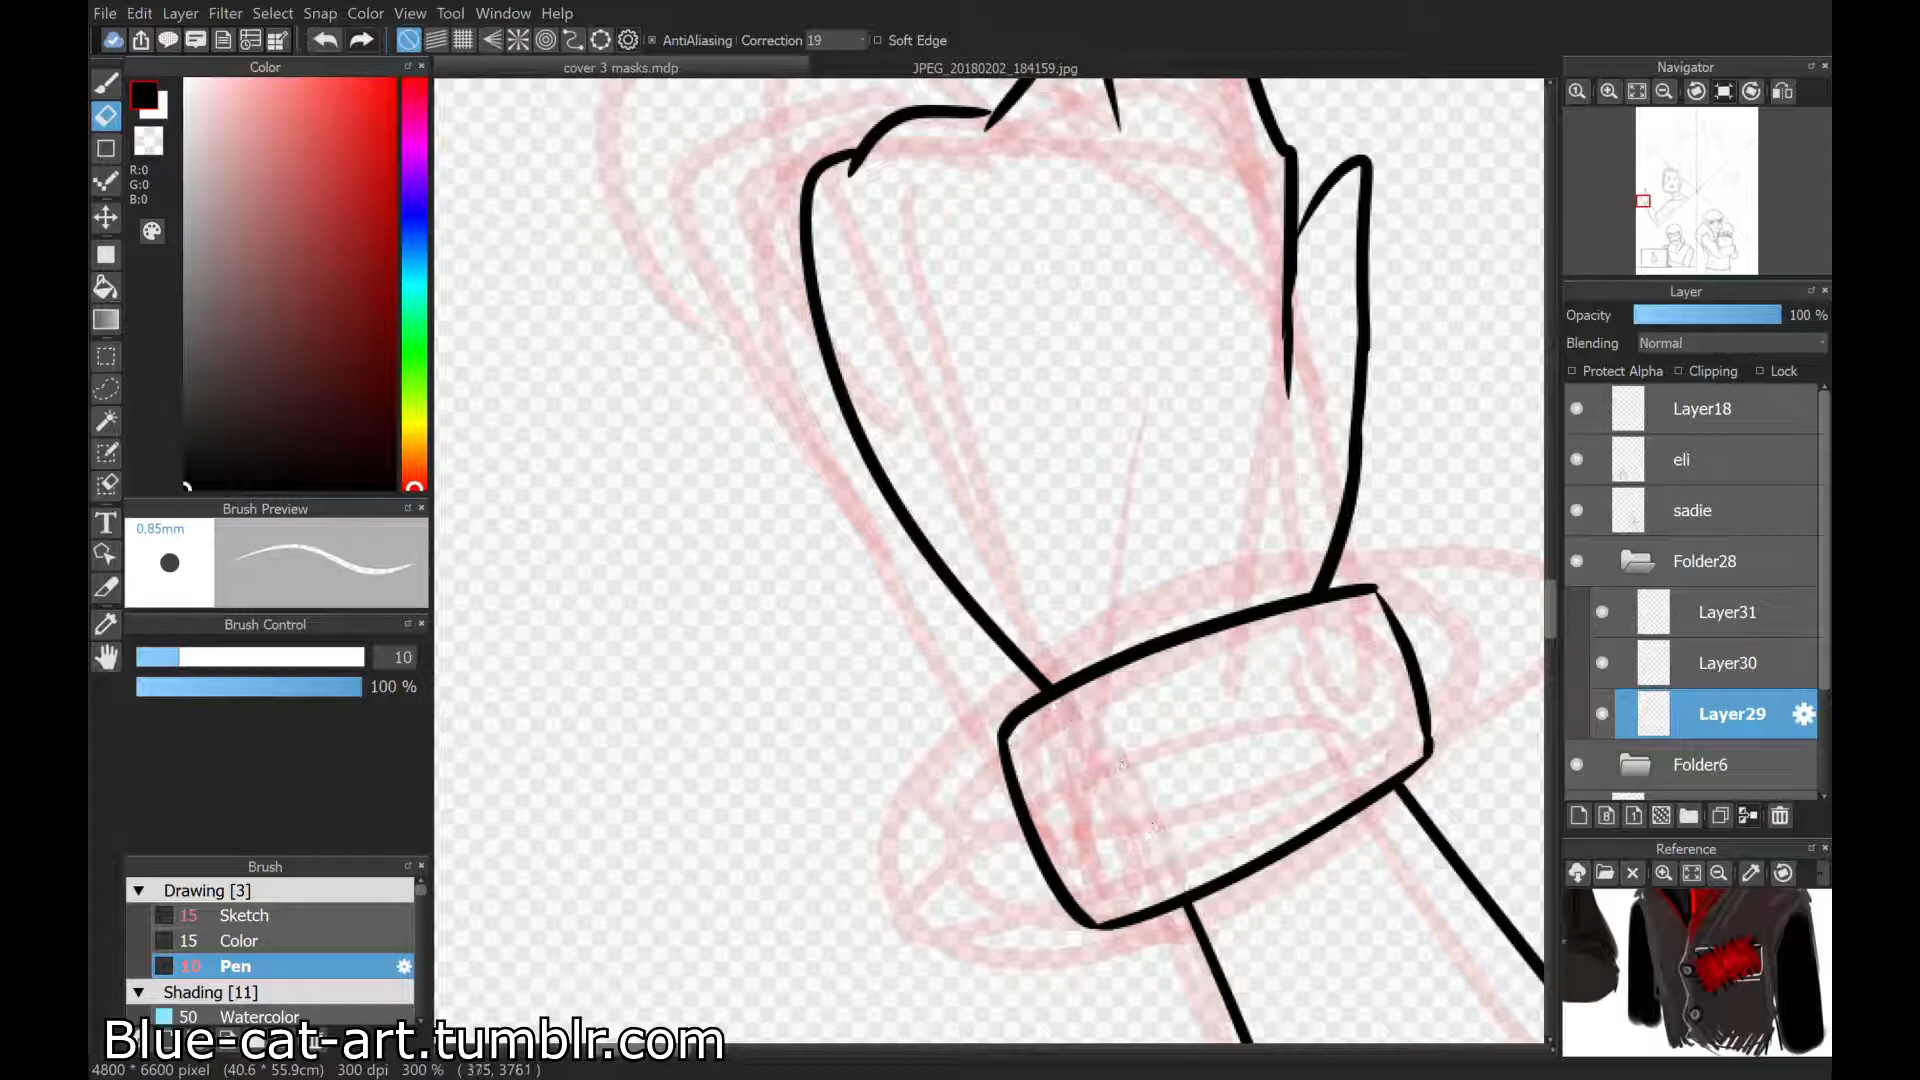 File Edit Layer Filter Select Snap Color View Tool Window Help
AntiAliasing Correction 19 Soft Edge
Color
cover 3 masks.mdp
JPEG_20180202_184159.jpg
Navigator
R:0
G:0
B:0
Layer
Opacity 100 %
Blending Normal
Protect Alpha Clipping Lock
Layer18
eli
sadie
Folder28
Layer31
Layer30
Layer29
Folder6
Brush Preview
0.85mm
Brush Control
10
100 %
Reference
Brush
Drawing [3]
15 Sketch
15 Color
10 Pen
Shading [11]
50 Watercolor
Blue-cat-art.tumblr.com
4800 * 6600 pixel (40.6 * 55.9cm) 300 dpi 300 % ( 375, 3761 )